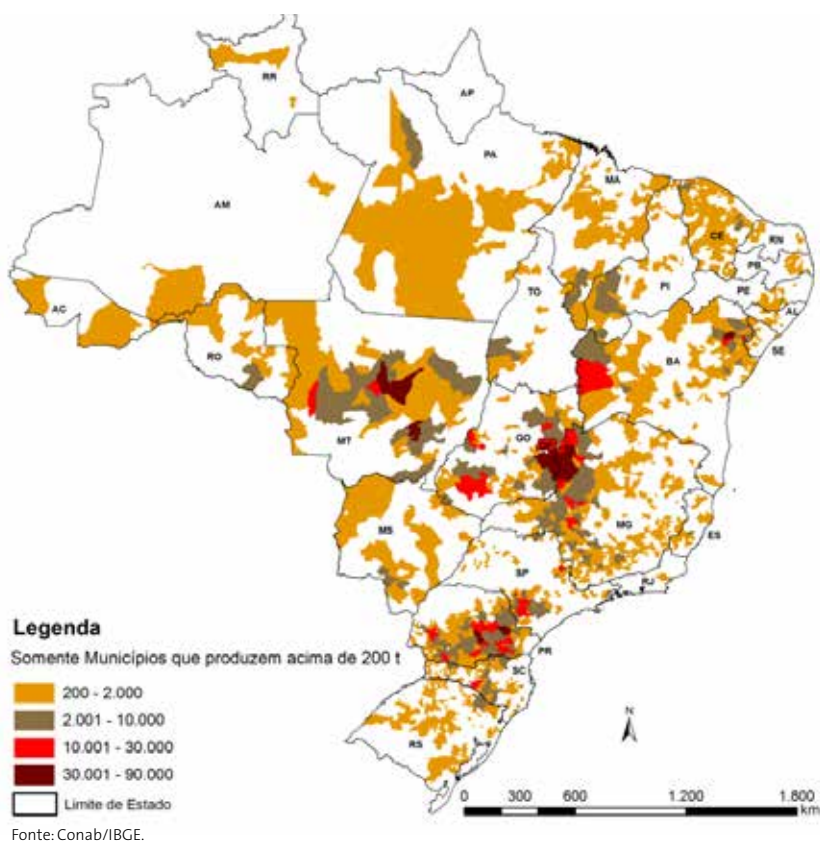 RR
AP
AM
PA
MA
CE
RN
PB
PE
AL
SE
PI
TO
AC
RO
BA
MT
GO
MG
ES
MS
SP
RJ
PR
SC
RS
Legenda
Somente Municípios que produzem acima de 200 t
200 - 2.000
2.001 - 10.000
10.001 - 30.000
30.001 - 90.000
Limite de Estado
N
0 300 600 1.200 1.800
km
Fonte: Conab/IBGE.